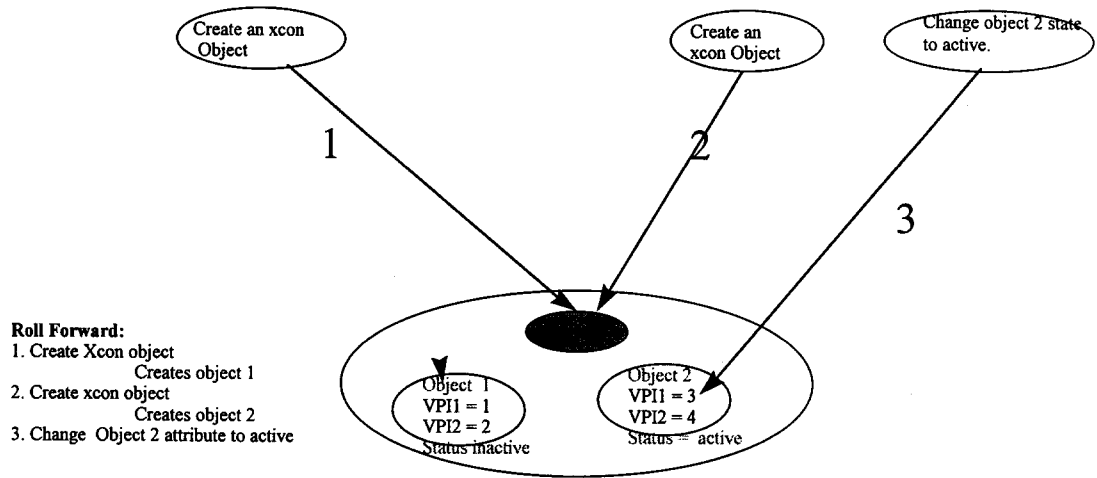 Create an xcon
Object
Create an
xcon Object
Change object 2 state
to active.
1
2
3
Roll Forward:
1. Create Xcon object
Creates object 1
2. Create xcon object
Creates object 2
3. Change Object 2 attribute to active
Object 1
VPI1 = 1
VPI2 = 2
Status inactive
Object 2
VPI1 = 3
VPI2 = 4
Status = active